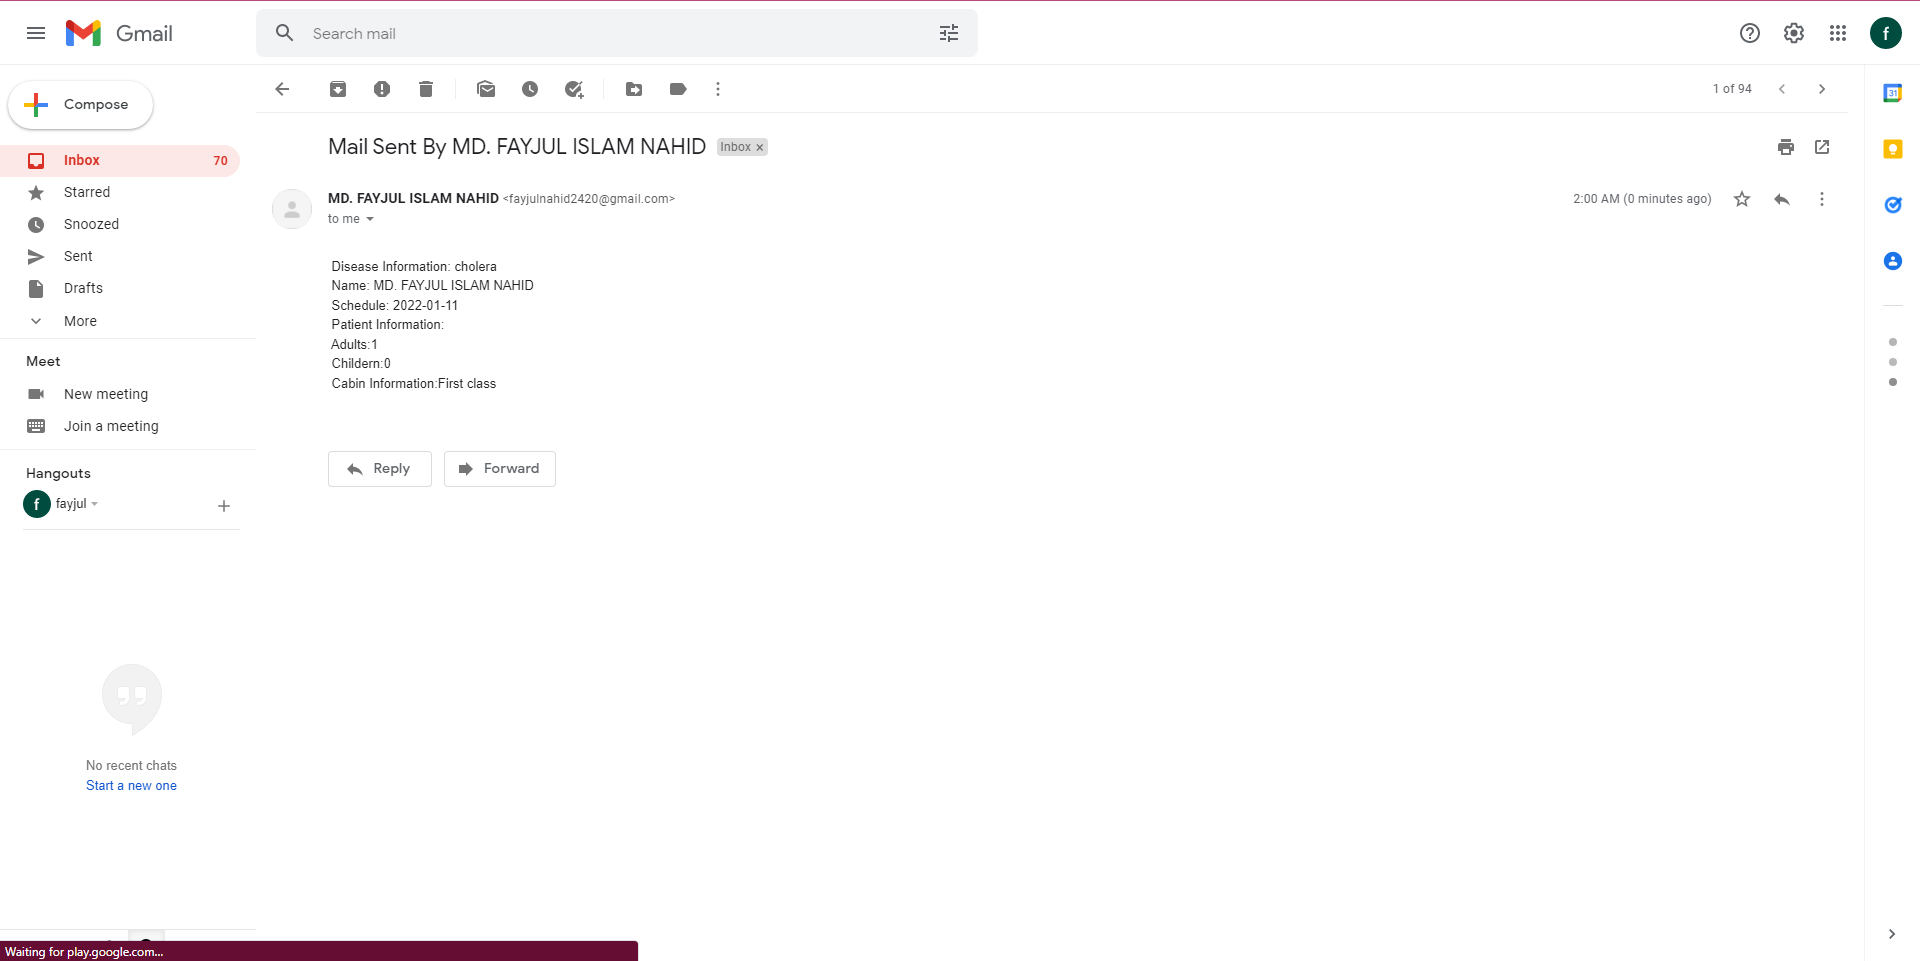 Gmail
Search mail
f
Compose
1 of 94
31
Inbox 70
Starred
Snoozed
Sent
Drafts
More
Meet
New meeting
Join a meeting
Hangouts
f fayjul
No recent chats
Start a new one
Mail Sent By MD. FAYJUL ISLAM NAHID Inbox x
MD. FAYJUL ISLAM NAHID <fayjulnahid2420@gmail.com> 2:00 AM (0 minutes ago)
to me
Disease Information: cholera
Name: MD. FAYJUL ISLAM NAHID
Schedule: 2022-01-11
Patient Information:
Adults:1
Childern:0
Cabin Information:First class
Reply Forward
Waiting for play.google.com...